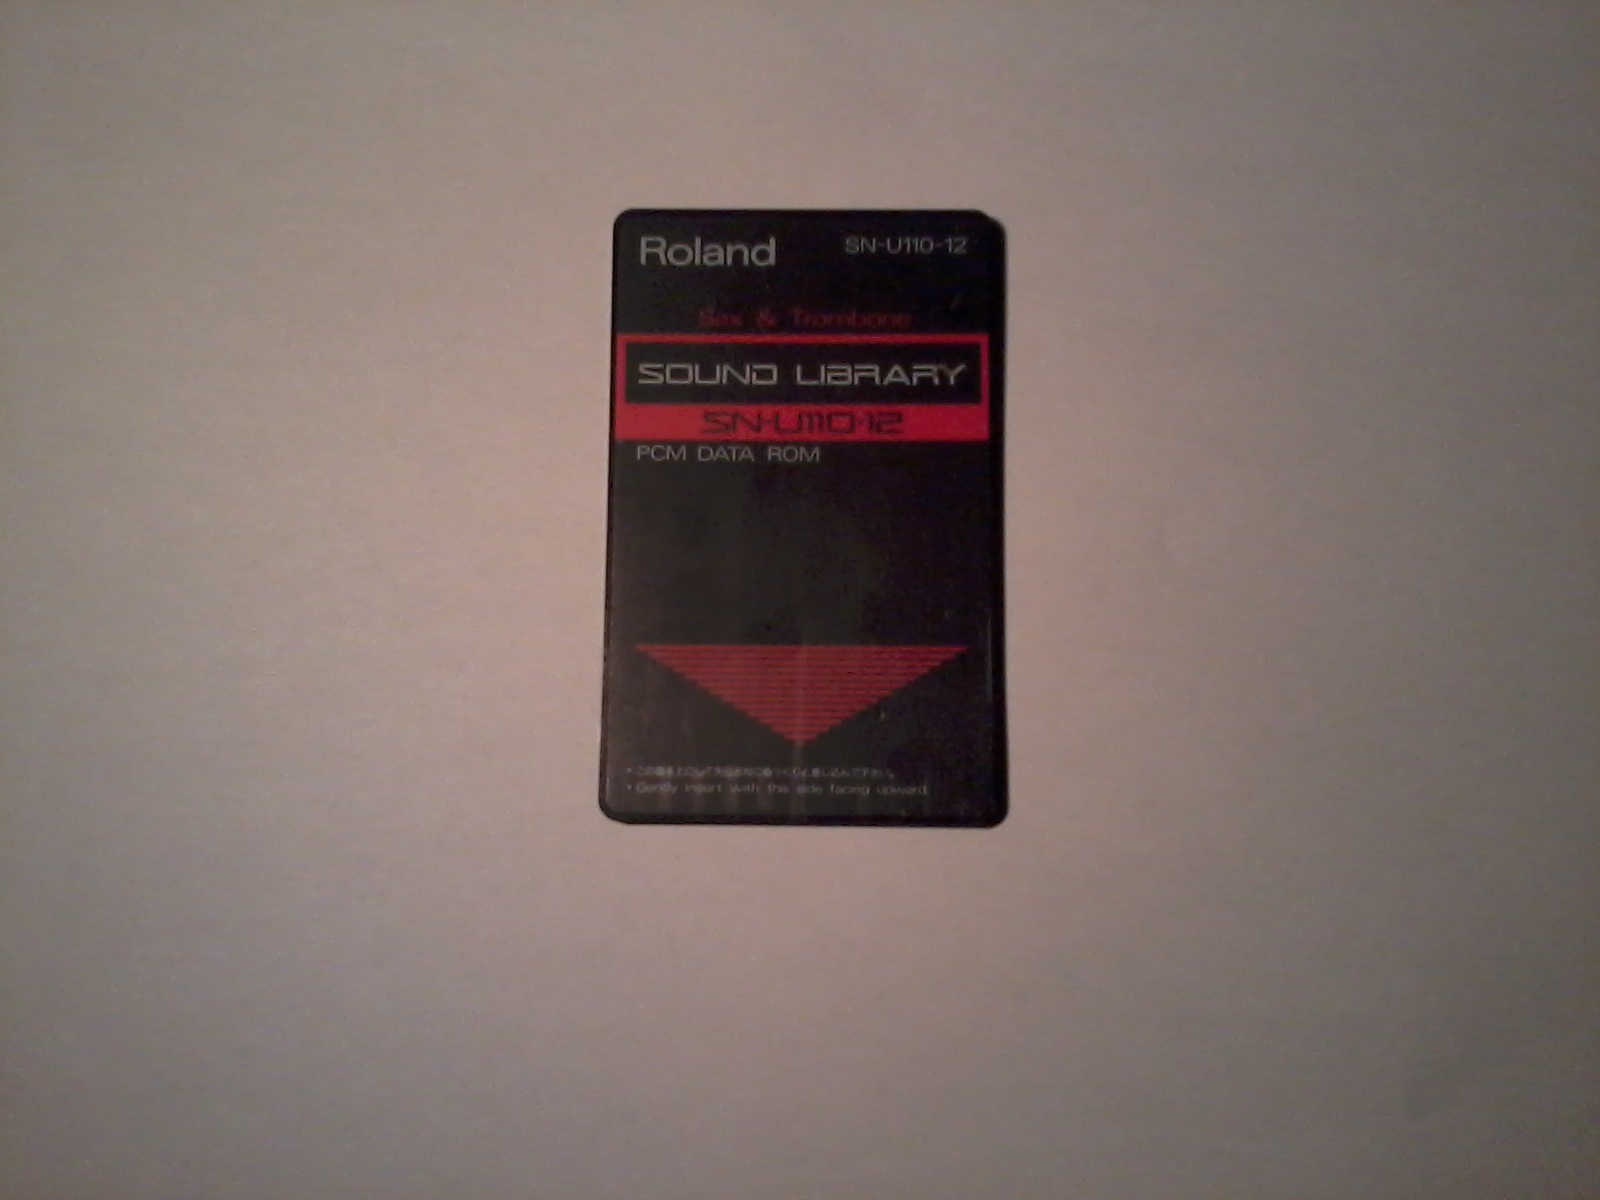 Roland SN-U110-12
Sax & Trombone
SOUND LIBRARY
SN-U110-12
PCM DATA ROM
• Gently insert with this side facing upward.